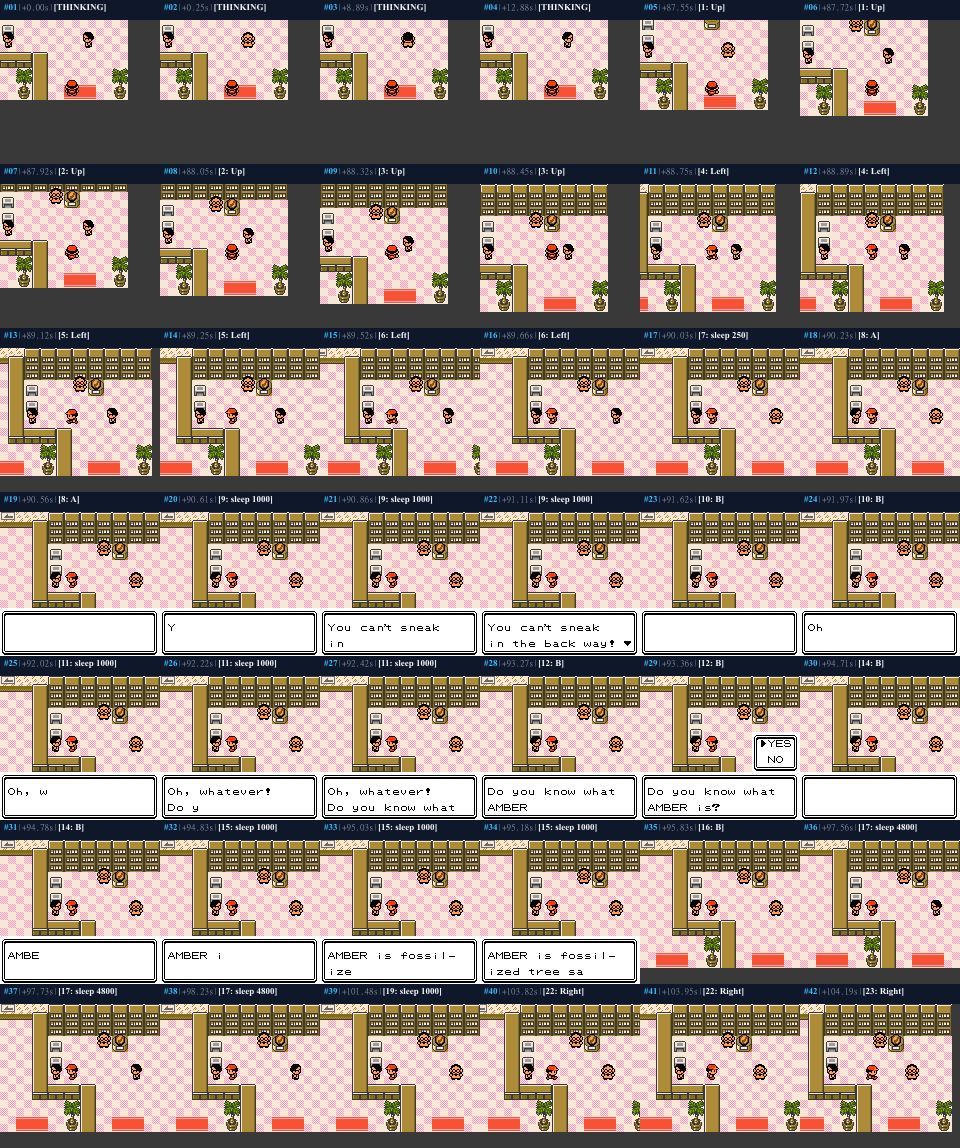 #01|+0.00s| [THINKING]
#02|+0.25s| [THINKING]
#03|+8.89s| [THINKING]
#04|+12.88s| [THINKING]
#05|+87.55s| [1: Up]
#06|+87.72s| [1: Up]
#07|+87.92s| [2: Up]
#08|+88.05s| [2: Up]
#09|+88.32s| [3: Up]
#10|+88.45s| [3: Up]
#11|+88.75s| [4: Left]
#12|+88.89s| [4: Left]
#13|+89.12s| [5: Left]
#14|+89.25s| [5: Left]
#15|+89.52s| [6: Left]
#16|+89.66s| [6: Left]
#17|+90.03s| [7: sleep 250]
#18|+90.23s| [8: A]
#19|+90.56s| [8: A]
#20|+90.61s| [9: sleep 1000]
#21|+90.86s| [9: sleep 1000]
#22|+91.11s| [9: sleep 1000]
#23|+91.62s| [10: B]
#24|+91.97s| [10: B]
Y
You can't sneak
in
You can't sneak
in the back way! ▼
Oh
#25|+92.02s| [11: sleep 1000]
#26|+92.22s| [11: sleep 1000]
#27|+92.42s| [11: sleep 1000]
#28|+93.27s| [12: B]
#29|+93.36s| [12: B]
#30|+94.71s| [14: B]
Oh, w
Oh, whatever!
Do y
Oh, whatever!
Do you know what
Do you know what
AMBER
▶YES
NO
Do you know what
AMBER is?
#31|+94.78s| [14: B]
#32|+94.83s| [15: sleep 1000]
#33|+95.03s| [15: sleep 1000]
#34|+95.18s| [15: sleep 1000]
#35|+95.83s| [16: B]
#36|+97.56s| [17: sleep 4800]
AMBE
AMBER i
AMBER is fossil-
ize
AMBER is fossil-
ized tree sa
#37|+97.73s| [17: sleep 4800]
#38|+98.23s| [17: sleep 4800]
#39|+101.48s| [19: sleep 1000]
#40|+103.82s| [22: Right]
#41|+103.95s| [22: Right]
#42|+104.19s| [23: Right]